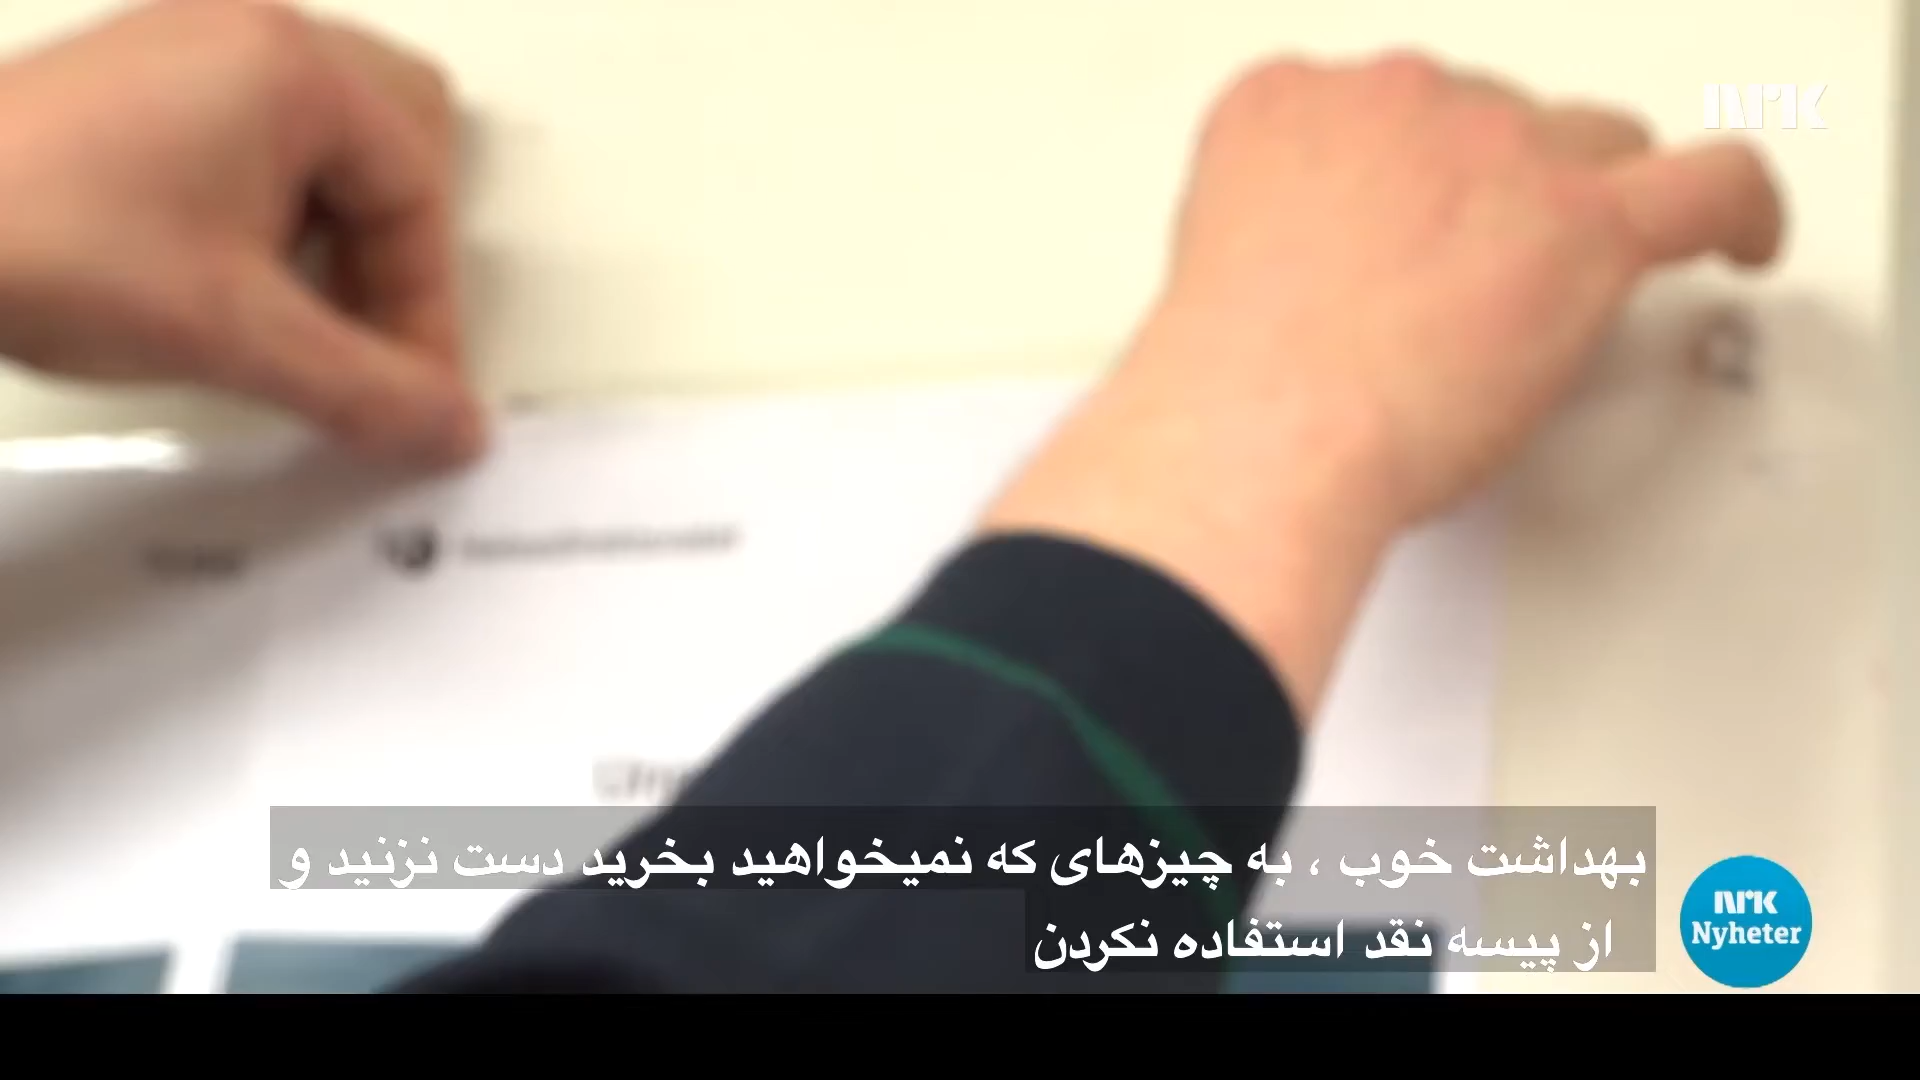 NRK
بهداشت خوب ، به چیزهای که نمیخواهید بخرید دست نزنید و
از پیسه نقد استفاده نکردن
NRK
Nyheter